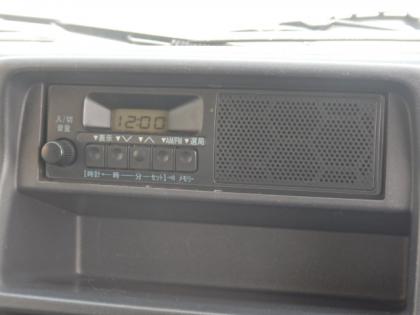 入/切
音量
12:00
▼表示 ▼﹀ ▼︿ ▼AM/FM ▼選局
[時計 ← 時 分 セット]→ メモリー